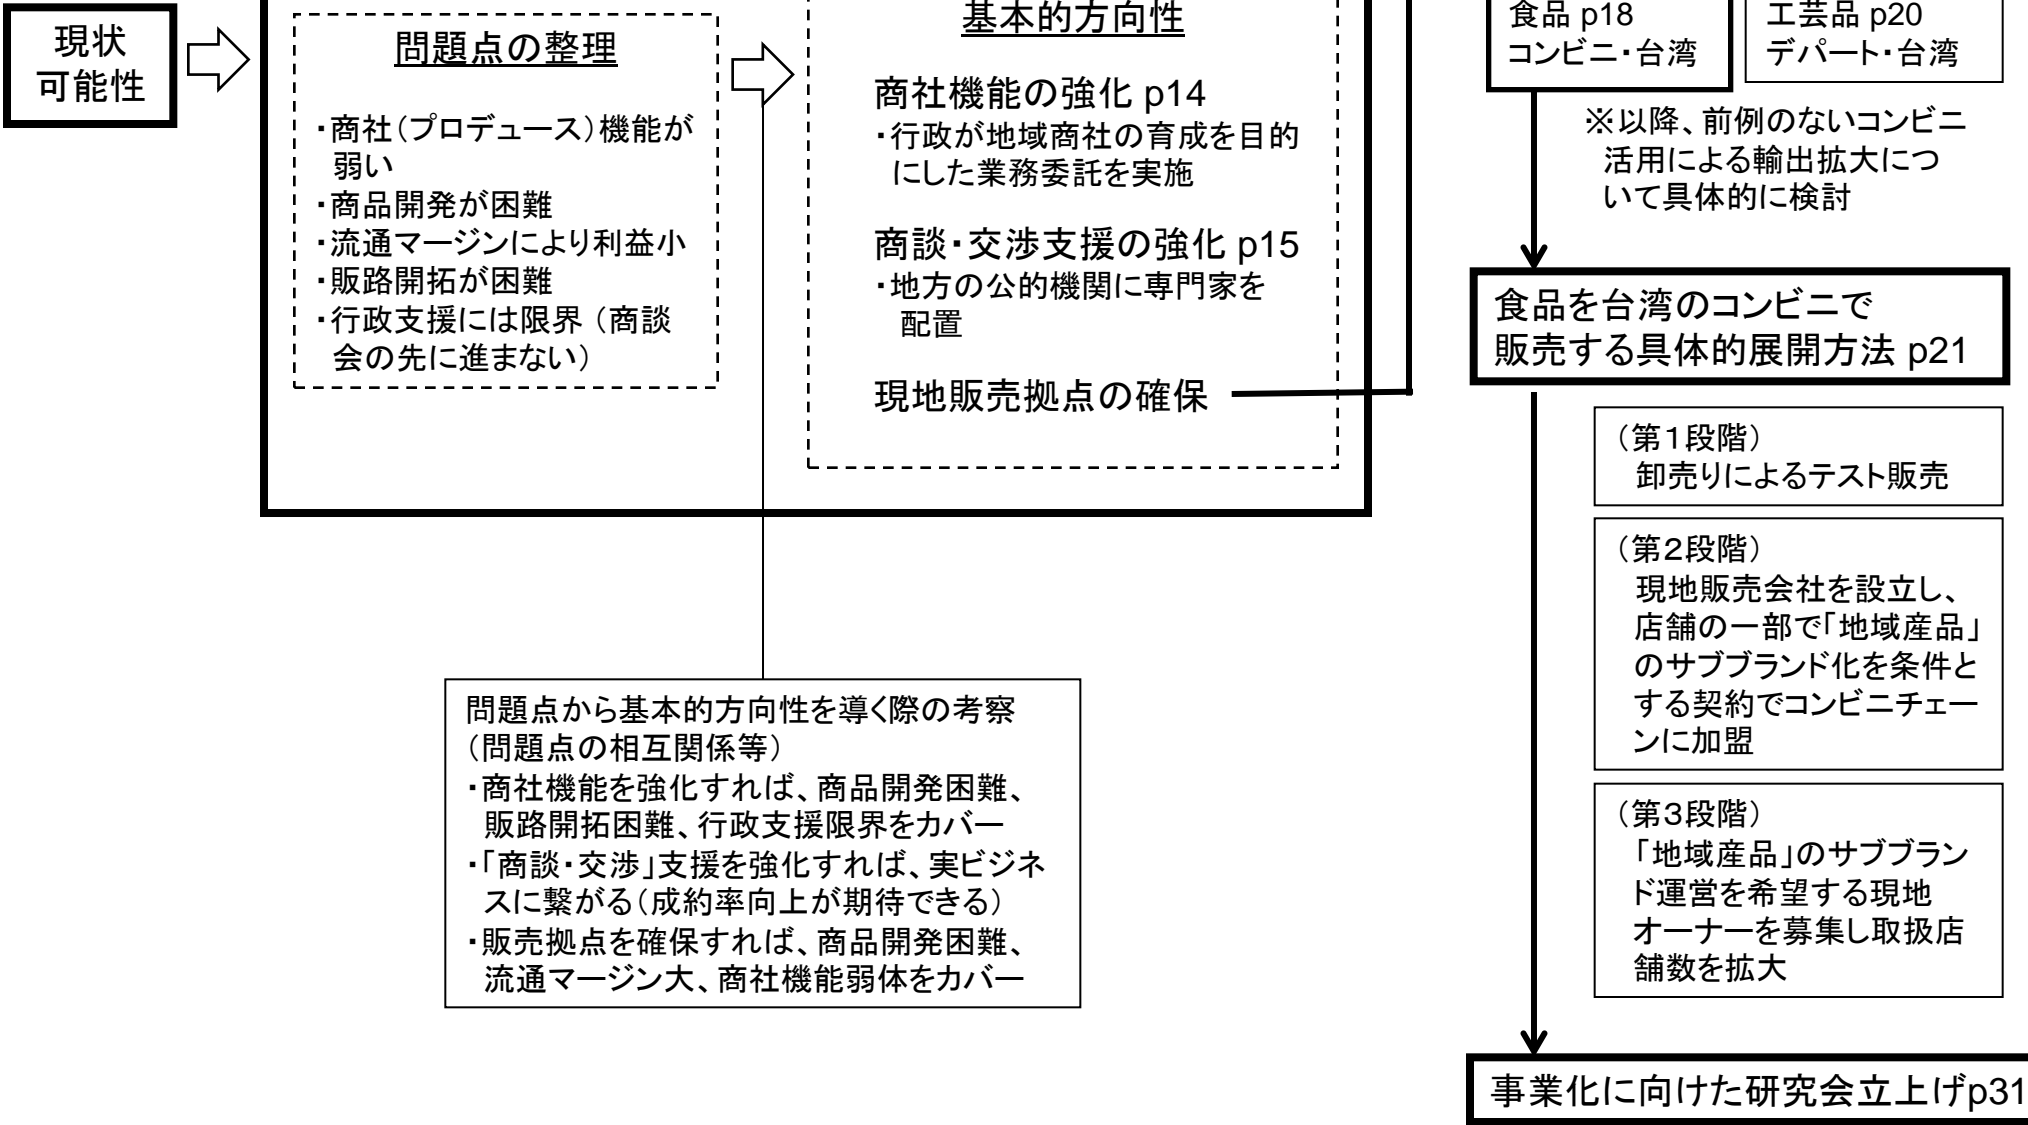 現状
可能性
問題点の整理
・商社（プロデュース）機能が
弱い
・商品開発が困難
・流通マージンにより利益小
・販路開拓が困難
・行政支援には限界（商談
会の先に進まない）
基本的方向性
商社機能の強化 p14
・行政が地域商社の育成を目的
にした業務委託を実施
商談・交渉支援の強化 p15
・地方の公的機関に専門家を
配置
現地販売拠点の確保
問題点から基本的方向性を導く際の考察
（問題点の相互関係等）
・商社機能を強化すれば、商品開発困難、
販路開拓困難、行政支援限界をカバー
・「商談・交渉」支援を強化すれば、実ビジネ
スに繋がる（成約率向上が期待できる）
・販売拠点を確保すれば、商品開発困難、
流通マージン大、商社機能弱体をカバー
食品 p18
コンビニ・台湾
工芸品 p20
デパート・台湾
※以降、前例のないコンビニ
活用による輸出拡大につ
いて具体的に検討
食品を台湾のコンビニで
販売する具体的展開方法 p21
（第１段階）
卸売りによるテスト販売
（第２段階）
現地販売会社を設立し、
店舗の一部で「地域産品」
のサブブランド化を条件と
する契約でコンビニチェー
ンに加盟
（第３段階）
「地域産品」のサブブラン
ド運営を希望する現地
オーナーを募集し取扱店
舗数を拡大
事業化に向けた研究会立上げp31